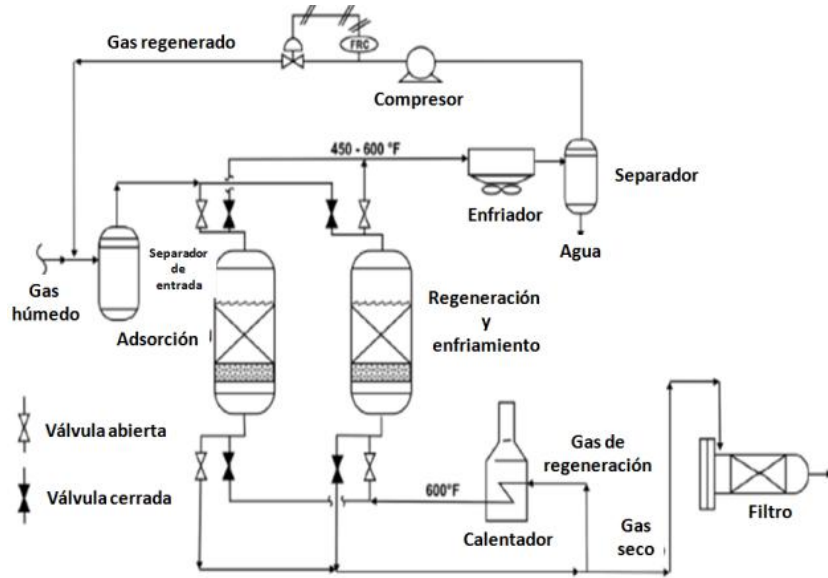 Gas regenerado
FRC
Compresor
450 - 600 °F
Separador
Enfriador
Agua
Separador
de
entrada
Gas
húmedo
Adsorción
Regeneración
y
enfriamiento
Válvula abierta
Válvula cerrada
600°F
Calentador
Gas de
regeneración
Gas
seco
Filtro